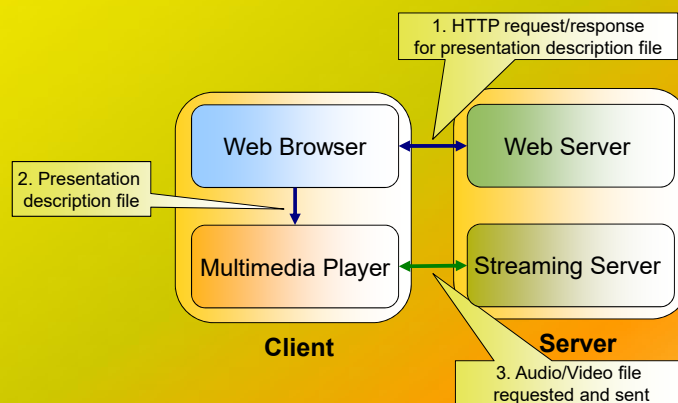 1. HTTP request/response
for presentation description file
Web Browser
Web Server
2. Presentation
description file
Multimedia Player
Streaming Server
Client
Server
3. Audio/Video file
requested and sent